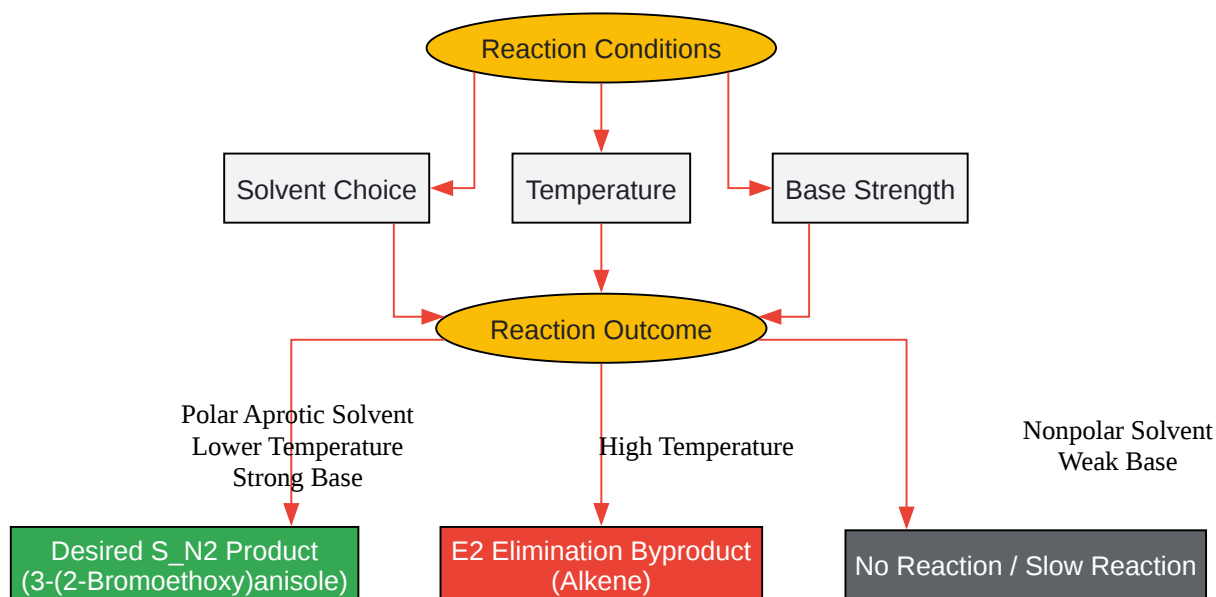 Reaction Conditions
Solvent Choice
Temperature
Base Strength
Reaction Outcome
Polar Aprotic Solvent
Lower Temperature
Strong Base
High Temperature
Nonpolar Solvent
Weak Base
Desired S_N2 Product
(3-(2-Bromoethoxy)anisole)
E2 Elimination Byproduct
(Alkene)
No Reaction / Slow Reaction